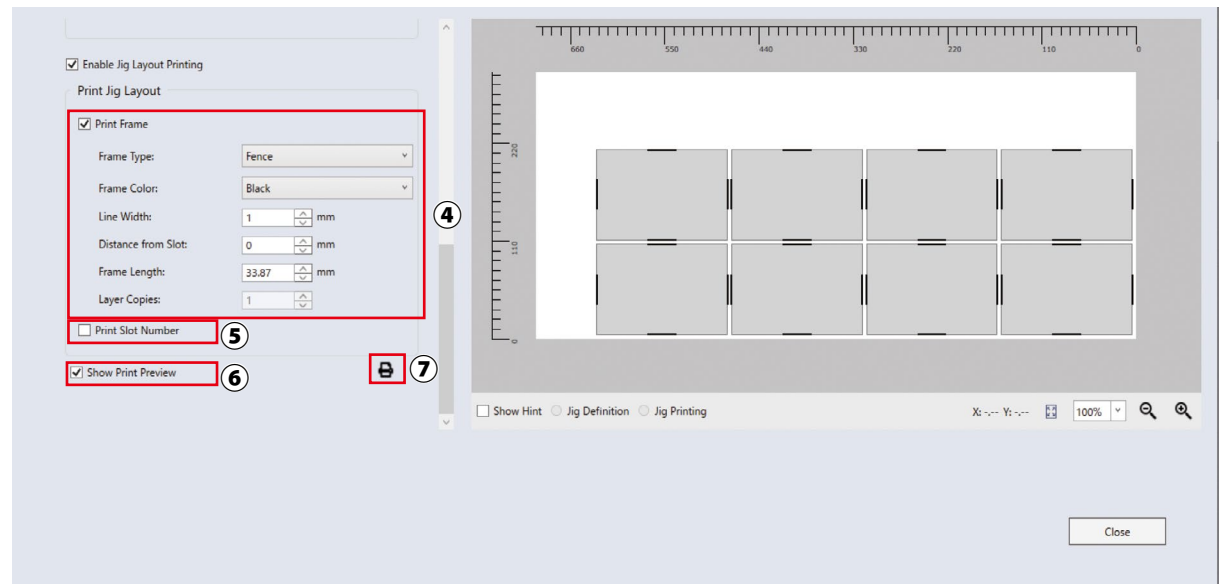 Enable Jig Layout Printing
Print Jig Layout
Print Frame
Frame Type: Fence
Frame Color: Black
Line Width: 1 mm
Distance from Slot: 0 mm
Frame Length: 33.87 mm
Layer Copies: 1
④
Print Slot Number
⑤
Show Print Preview
⑥
⑦
660 550 440 330 220 110 0
220
110
0
Show Hint Jig Definition Jig Printing X: -.-- Y: -.-- 100%
Close